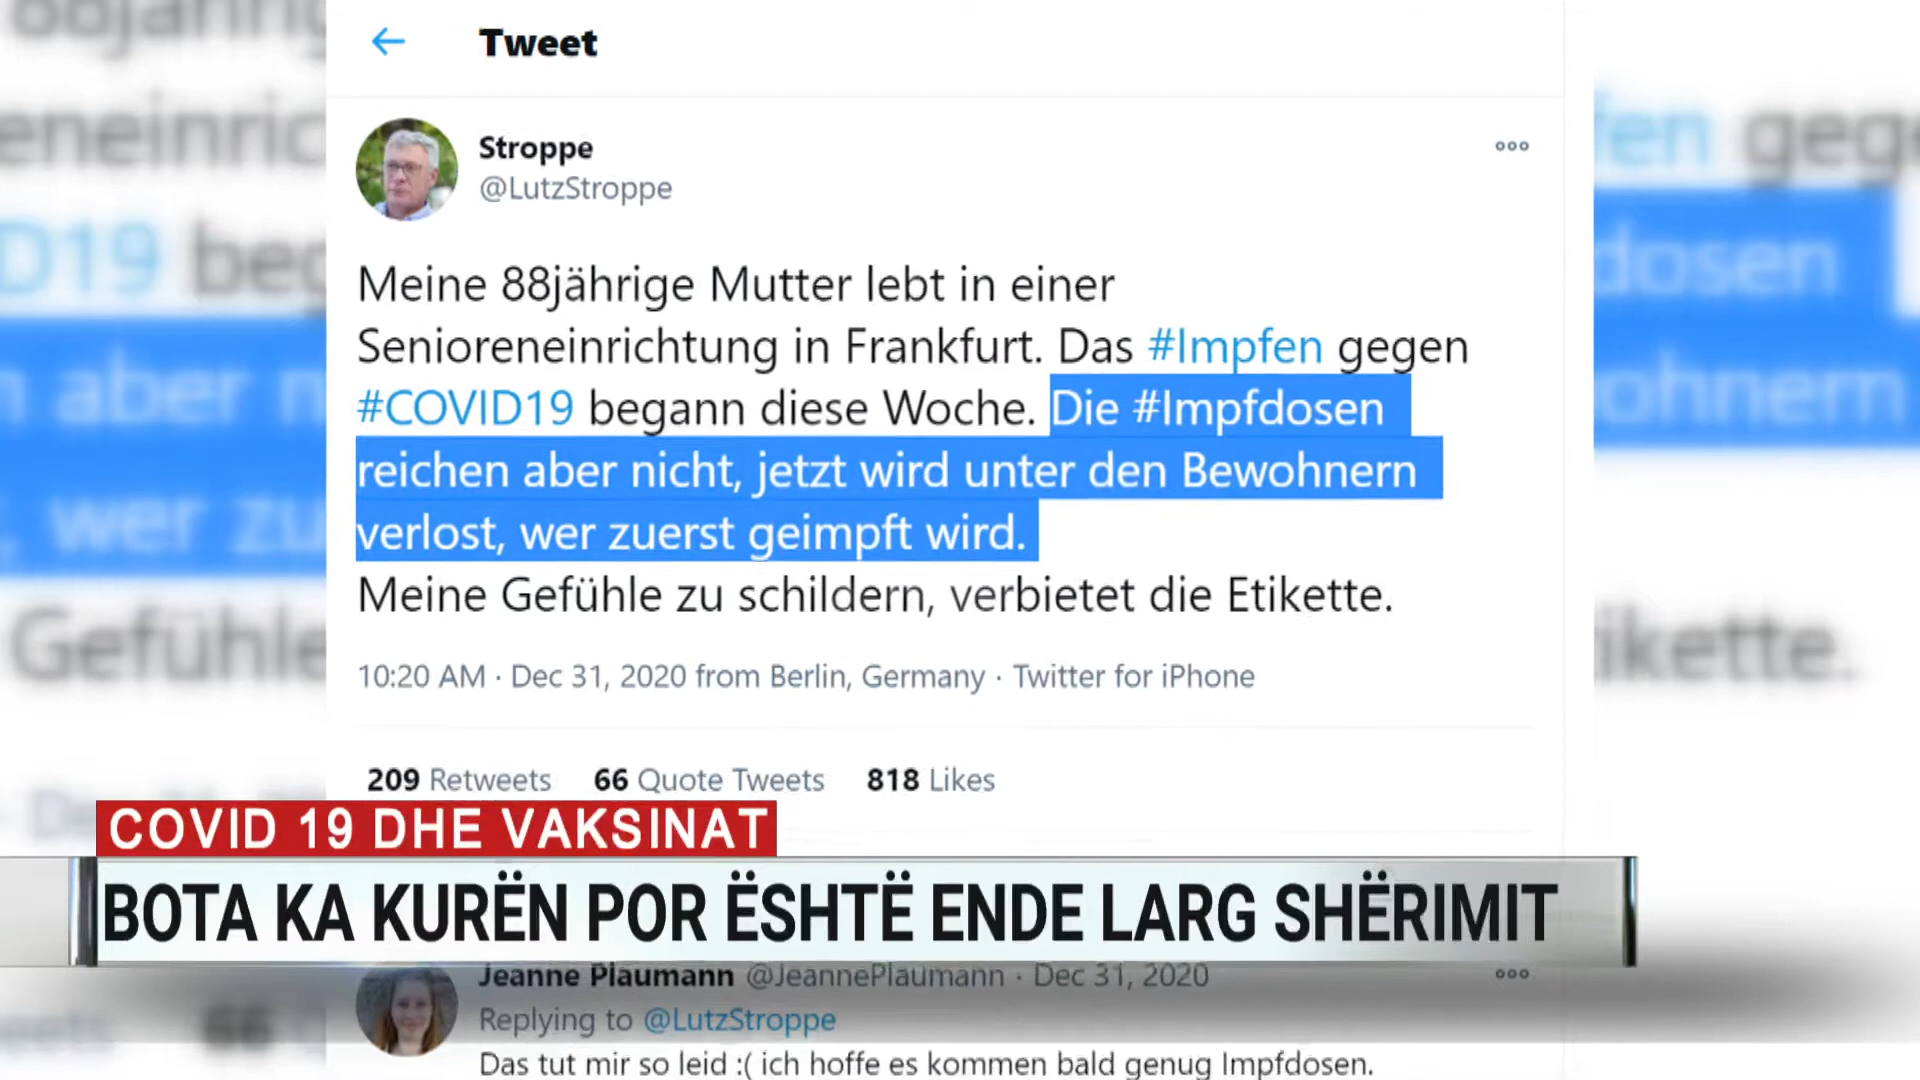 Tweet
Stroppe
@LutzStroppe
Meine 88jährige Mutter lebt in einer
Senioreneinrichtung in Frankfurt. Das #Impfen gegen
#COVID19 begann diese Woche. Die #Impfdosen
reichen aber nicht, jetzt wird unter den Bewohnern
verlost, wer zuerst geimpft wird.
Meine Gefühle zu schildern, verbietet die Etikette.
10:20 AM · Dec 31, 2020 from Berlin, Germany · Twitter for iPhone
209 Retweets 66 Quote Tweets 818 Likes
COVID 19 DHE VAKSINAT
BOTA KA KURËN POR ËSHTË ENDE LARG SHËRIMIT
Jeanne Plaumann @JeannePlaumann · Dec 31, 2020
Replying to @LutzStroppe
Das tut mir so leid :( ich hoffe es kommen bald genug Impfdosen.